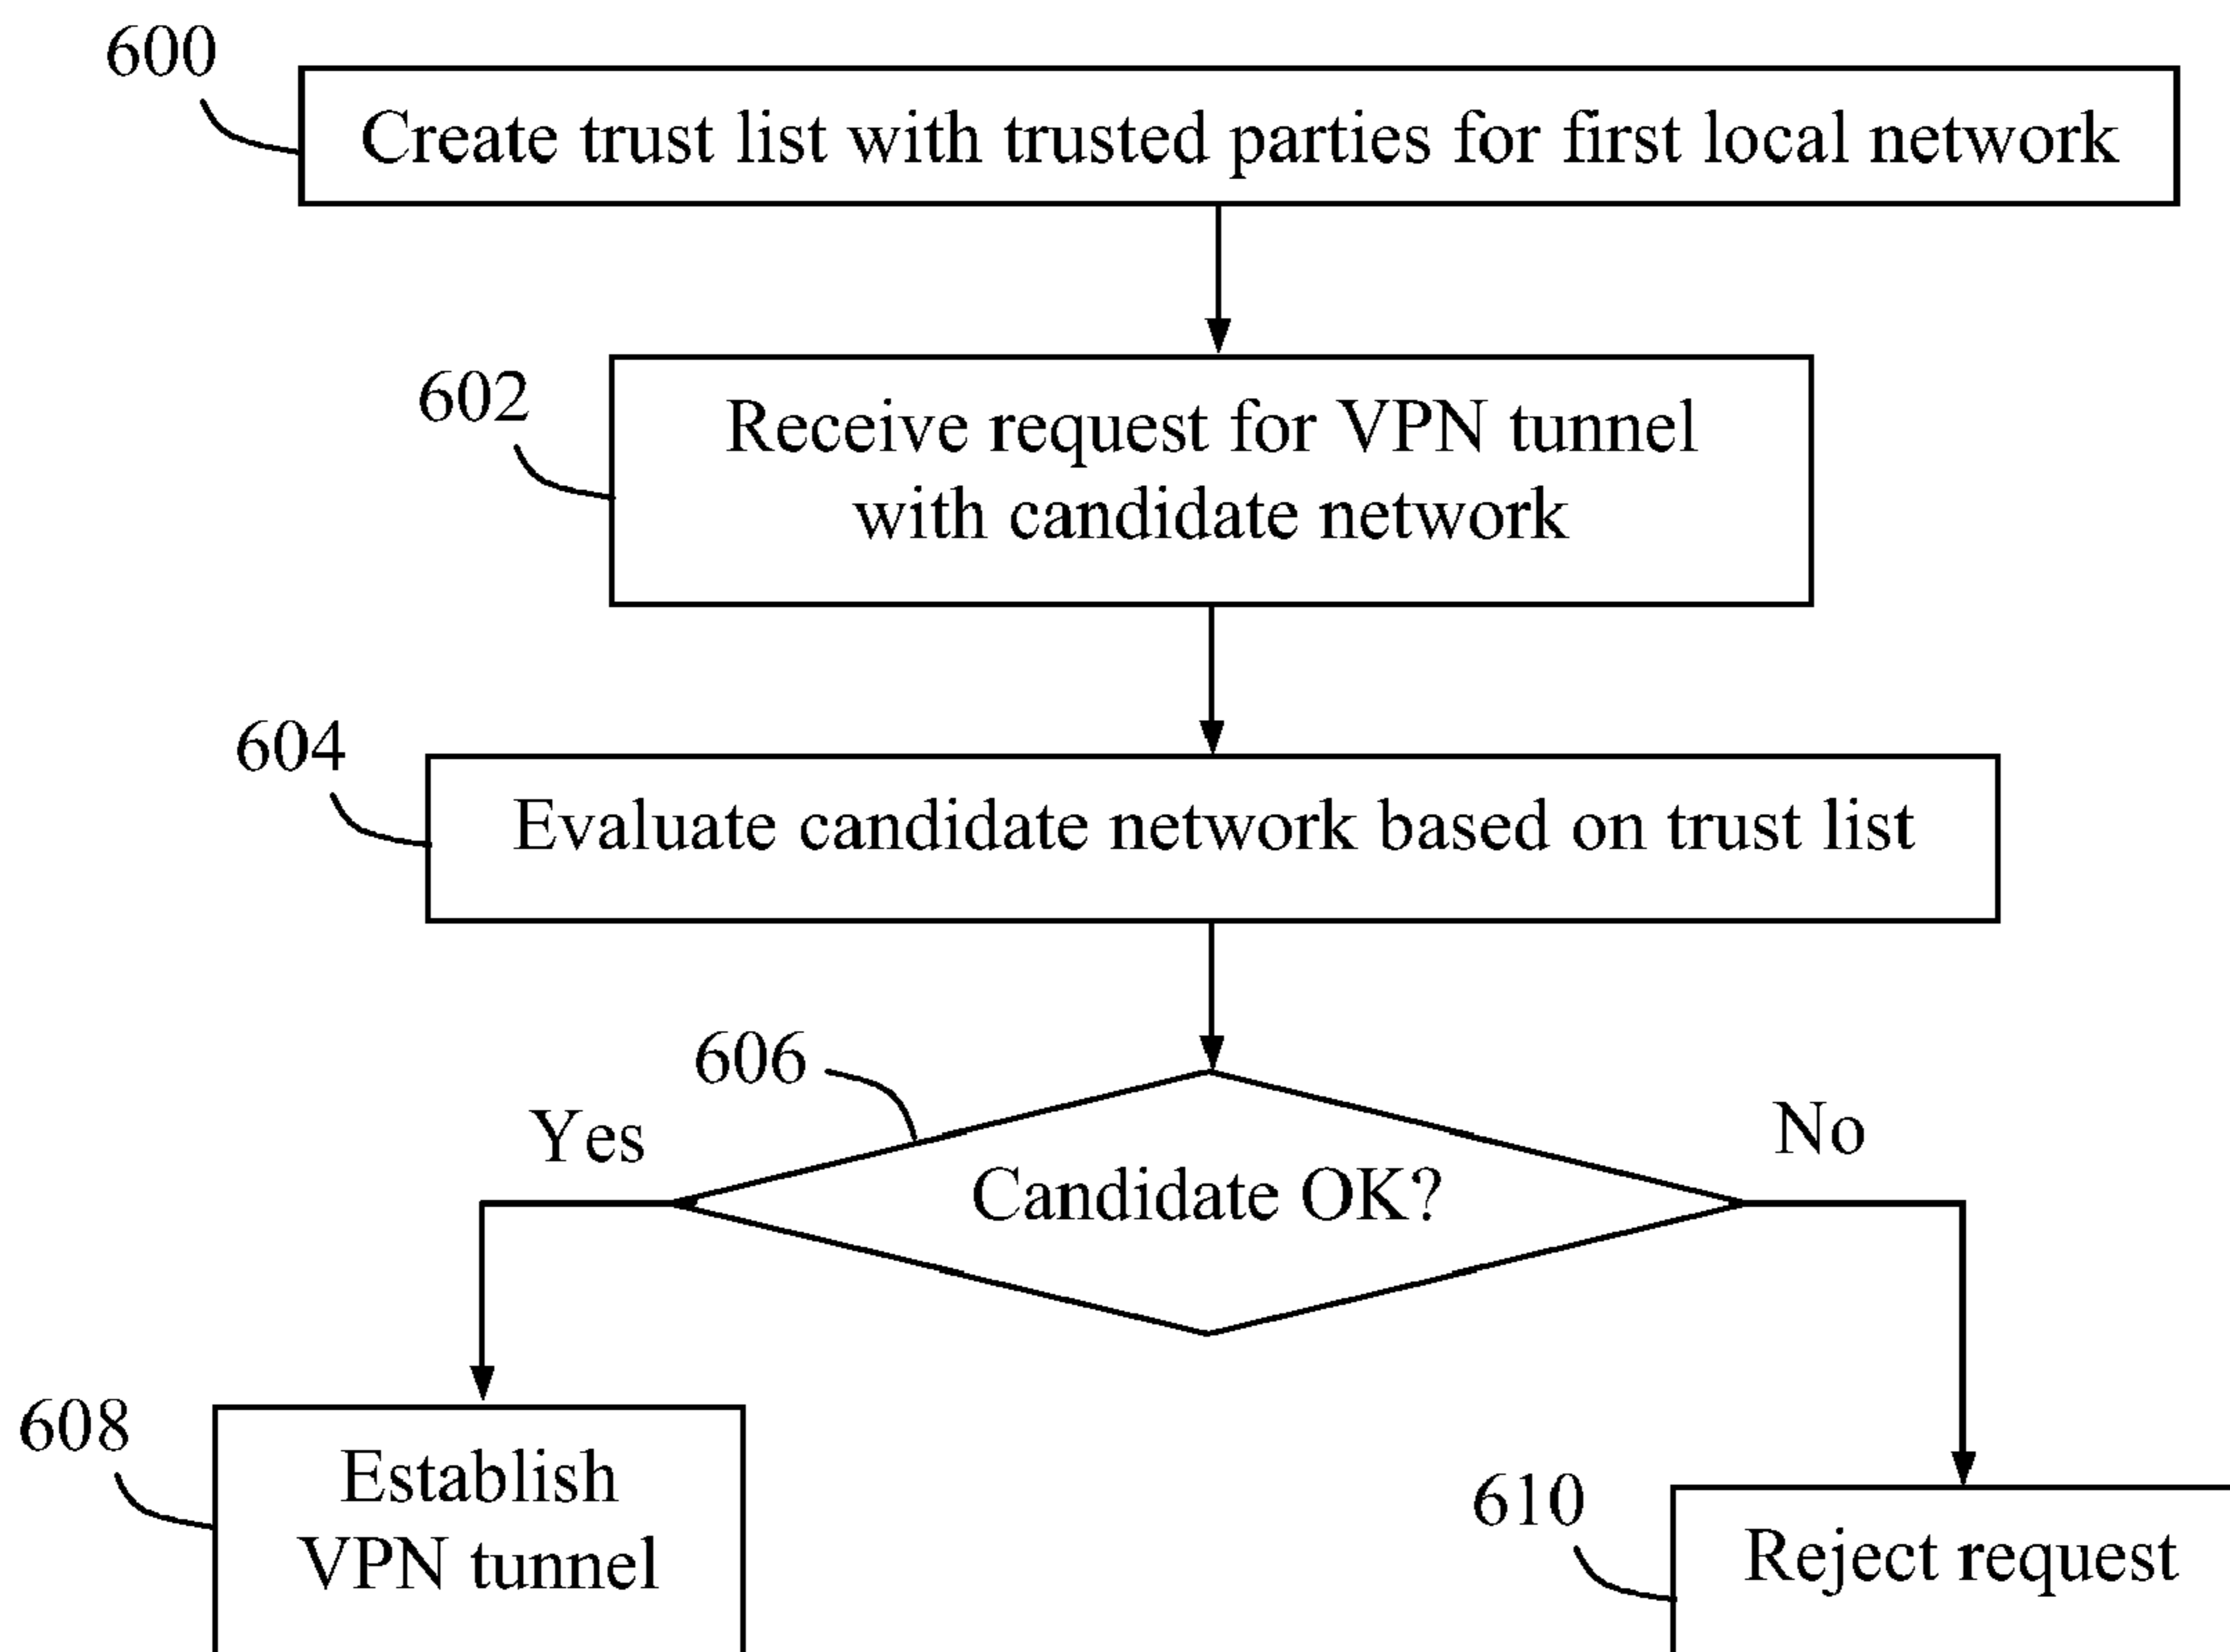 600
Create trust list with trusted parties for first local network
602
Receive request for VPN tunnel
with candidate network
604
Evaluate candidate network based on trust list
606
Yes
No
Candidate OK?
608
Establish
VPN tunnel
610
Reject request